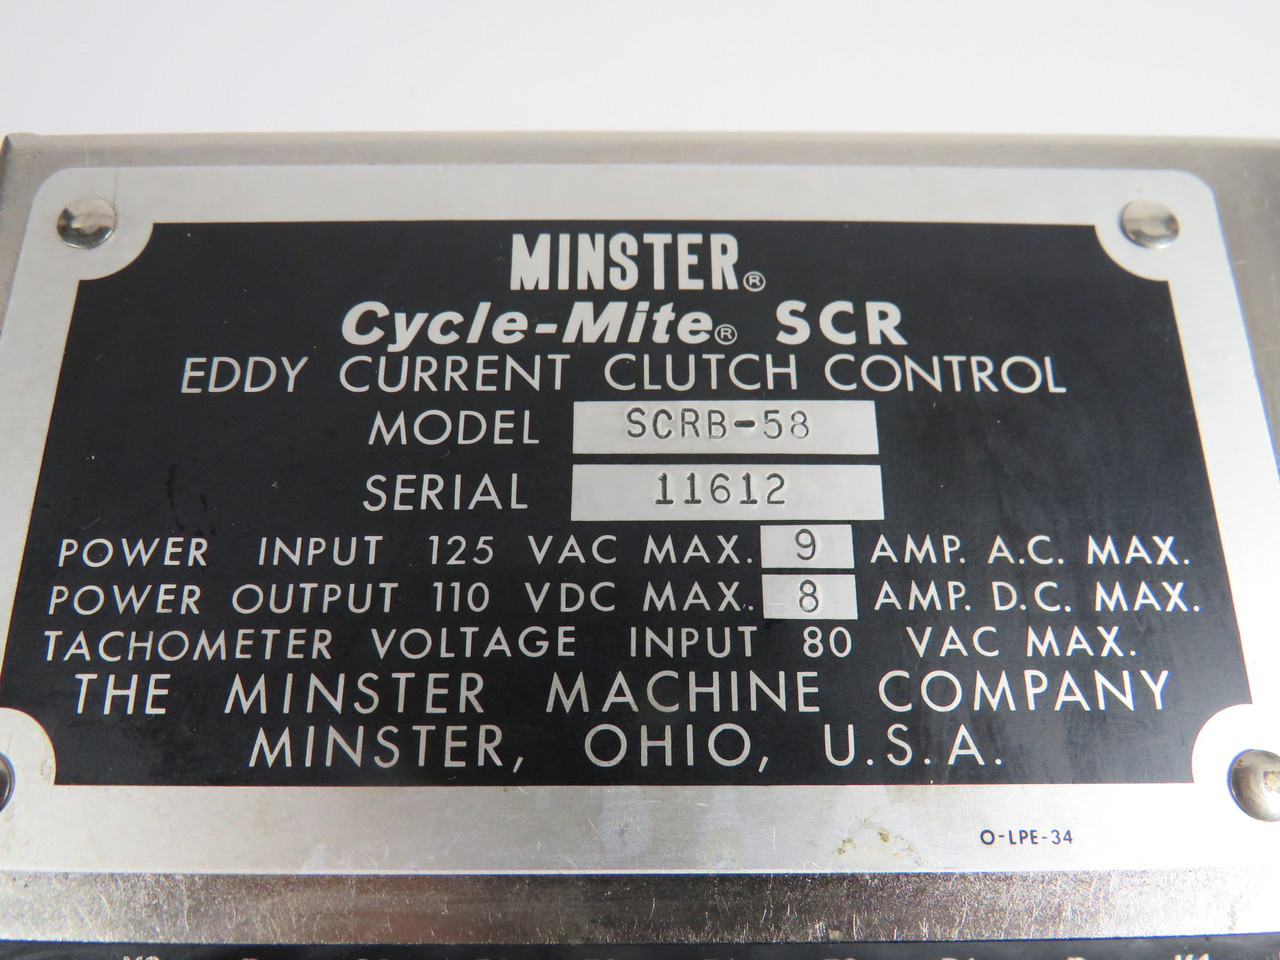 MINSTER®
Cycle-Mite® SCR
EDDY CURRENT CLUTCH CONTROL
MODEL SCRB-58
SERIAL 11612
POWER INPUT 125 VAC MAX. 9 AMP. A.C. MAX.
POWER OUTPUT 110 VDC MAX. 8 AMP. D.C. MAX.
TACHOMETER VOLTAGE INPUT 80 VAC MAX.
THE MINSTER MACHINE COMPANY
MINSTER, OHIO, U.S.A.
O-LPE-34